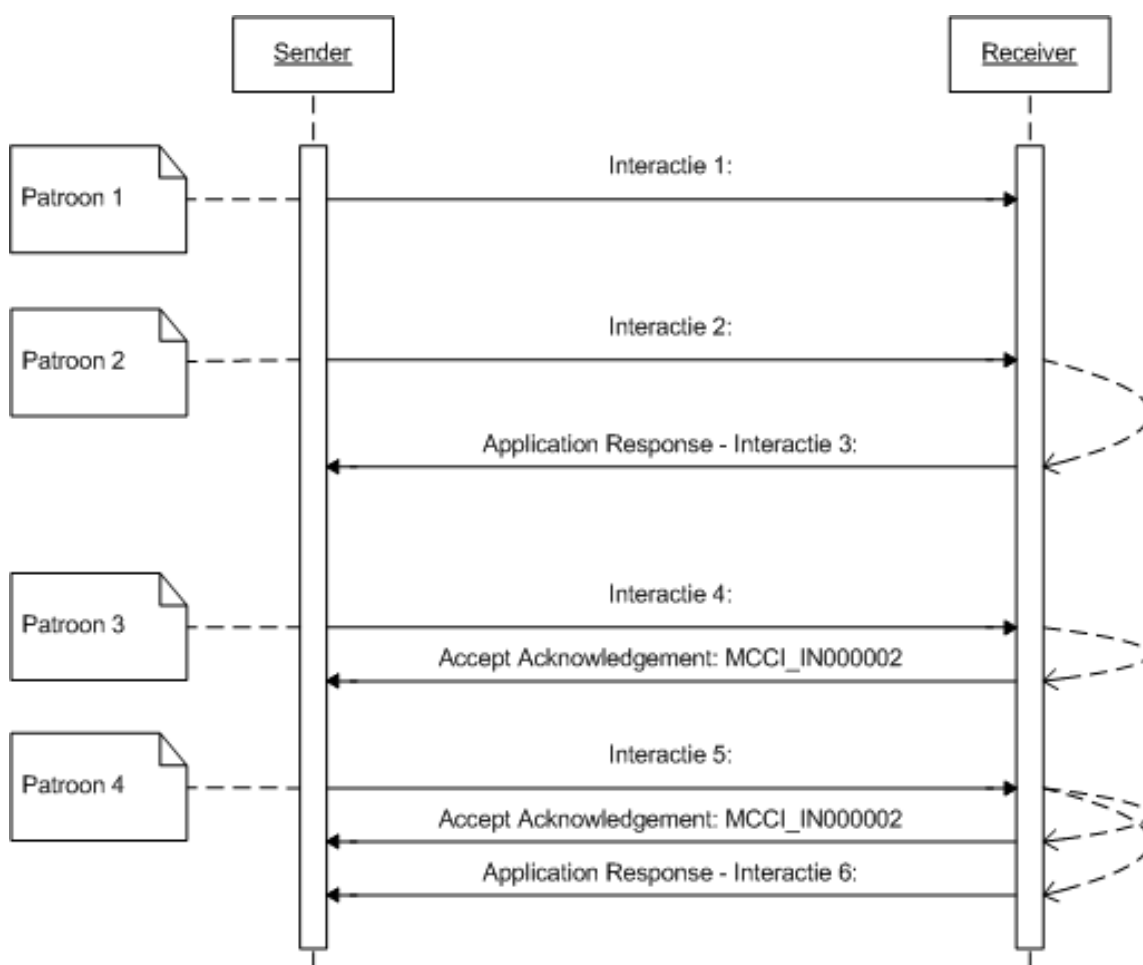 Sender
Receiver
Interactie 1:
Patroon 1
Interactie 2:
Patroon 2
Application Response - Interactie 3:
Interactie 4:
Patroon 3
Accept Acknowledgement: MCCI_IN000002
Interactie 5:
Patroon 4
Accept Acknowledgement: MCCI_IN000002
Application Response - Interactie 6: